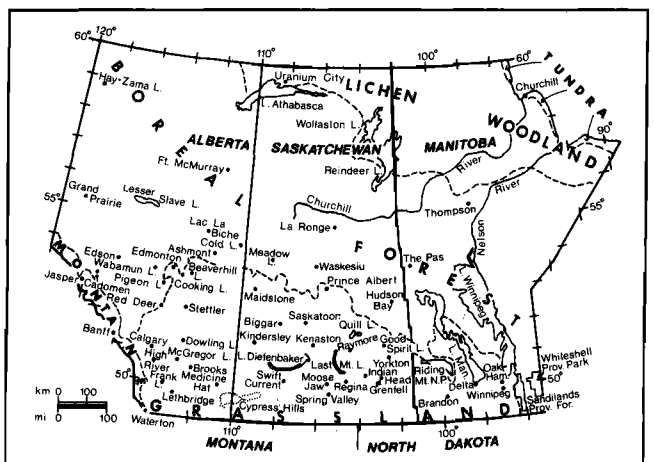 120°
60°
110°
100°
60°
TUNDRA
Hay-Zama L.
BOREAL
Uranium City
LICHEN
Churchill
L. Athabasca
WOODLAND
90°
Wollaston L.
ALBERTA
SASKATCHEWAN
MANITOBA
Ft. McMurray
Reindeer L.
River
River
Grand
Prairie
Lesser
Slave L.
Churchill
Thompson
55°
55°
Lac La
Biche
La Ronge
Nelson
FOREST
Cold L.
Ashmont
Meadow
L.
Waskesiu
The Pas
MONTANE
Edson
Edmonton
Beaverhill
L.
Wabamun L.
Prince Albert
Jasper
Pigeon L.
Cooking L.
Cadomen
Maidstone
Hudson
Bay
L. Winnipeg
Red Deer
Stettler
Saskatoon
Biggar
Quill L.
Banff
Calgary
Dowling L.
Kindersley
Kenaston
Raymore
Good
Spirit L.
L. Man.
High
River
McGregor L.
L. Diefenbaker
Last Mt. L.
Yorkton
Riding
Mt. N.P.
Oak
Ham.
Whiteshell
Prov. Park
50°
50°
Brooks
Swift
Current
Moose
Jaw
Regina
Indian
Head
Delta
Frank
L.
Medicine
Hat
Grenfell
Winnipeg
km
0
100
Lethbridge
Spring Valley
Brandon
Sandilands
Prov. For.
mi
0
100
Cypress Hills
GRASSLAND
Waterton
110°
100°
MONTANA
NORTH
DAKOTA